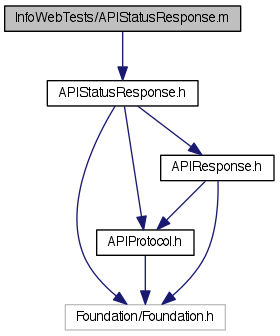 InfoWebTests/APIStatusResponse.m
APIStatusResponse.h
APIResponse.h
APIProtocol.h
Foundation/Foundation.h